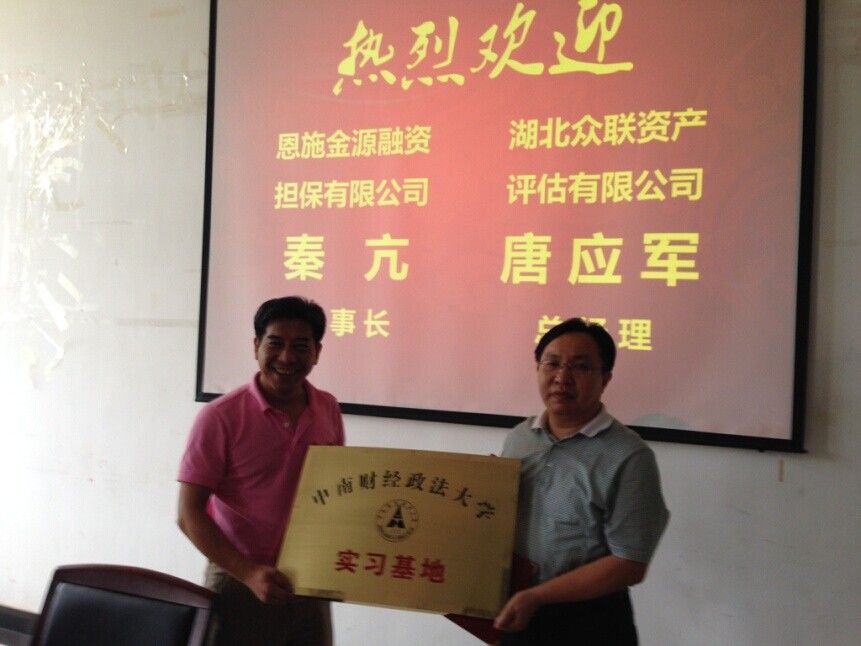 热烈欢迎
恩施金源融资
担保有限公司
秦亢
事长
湖北众联资产
评估有限公司
唐应军
总经理
中南财经政法大学
实习基地